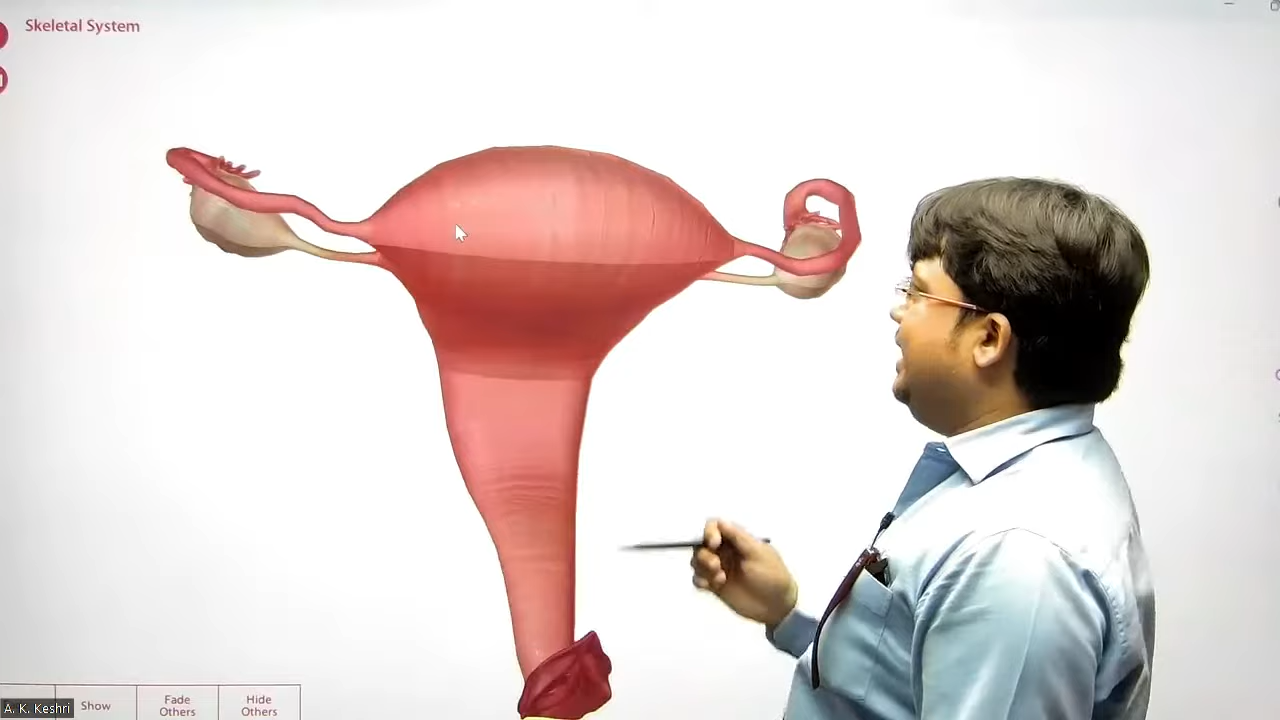 Skeletal System
Show
Fade
Others
Hide
Others
A. K. Keshri